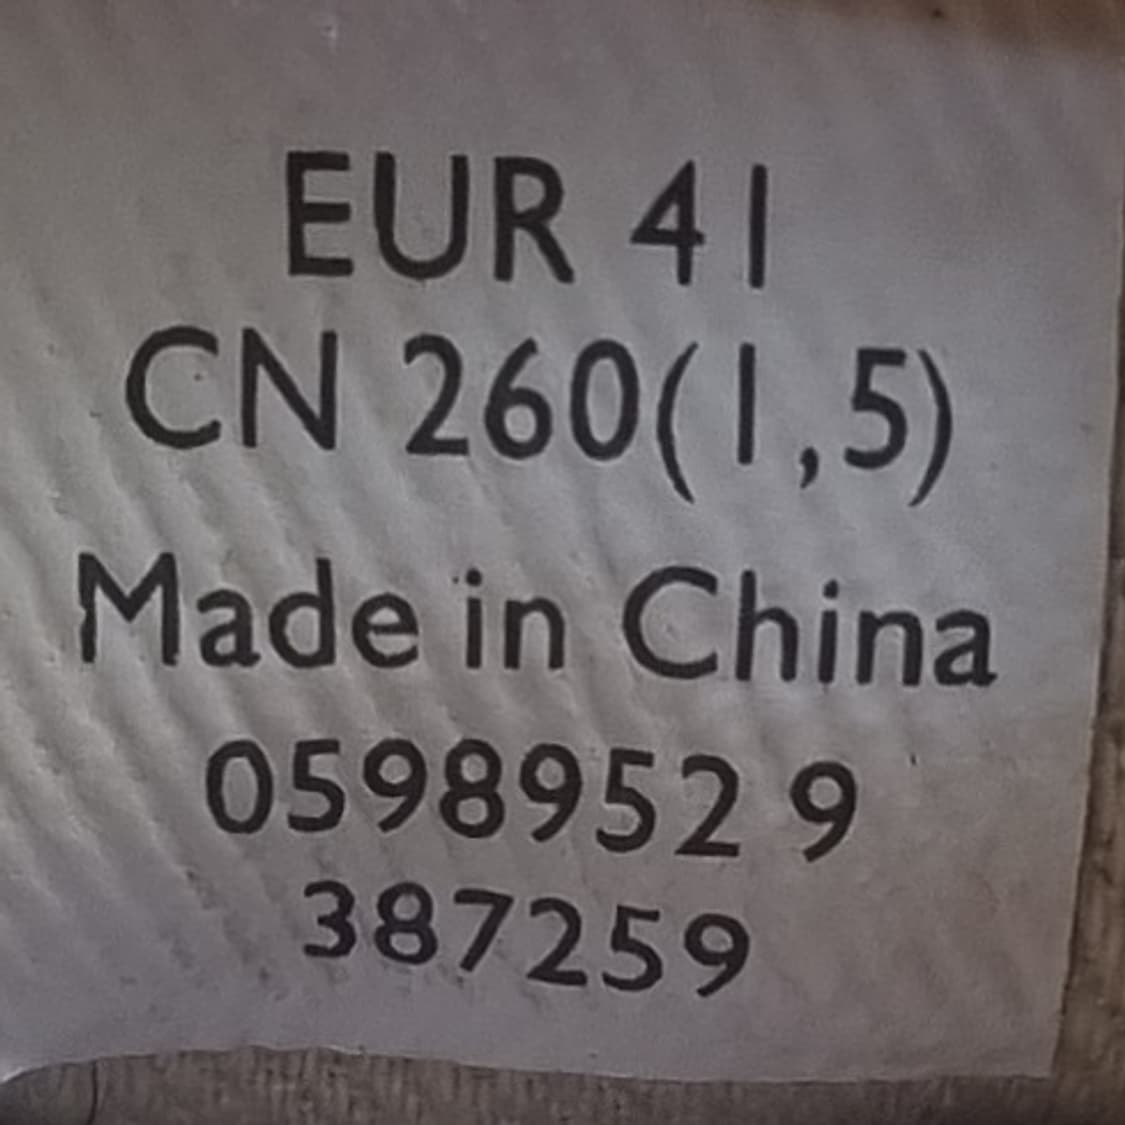 EUR 41
CN 260(1,5)
Made in China
0598952 9
387259